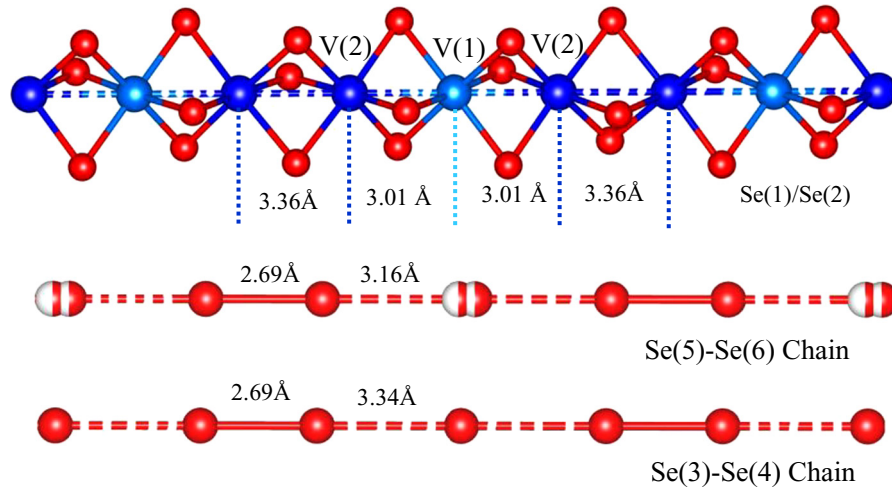 V(2) V(1) V(2)
3.36Å 3.01 Å 3.01 Å 3.36Å Se(1)/Se(2)
2.69Å 3.16Å
Se(5)-Se(6) Chain
2.69Å 3.34Å
Se(3)-Se(4) Chain